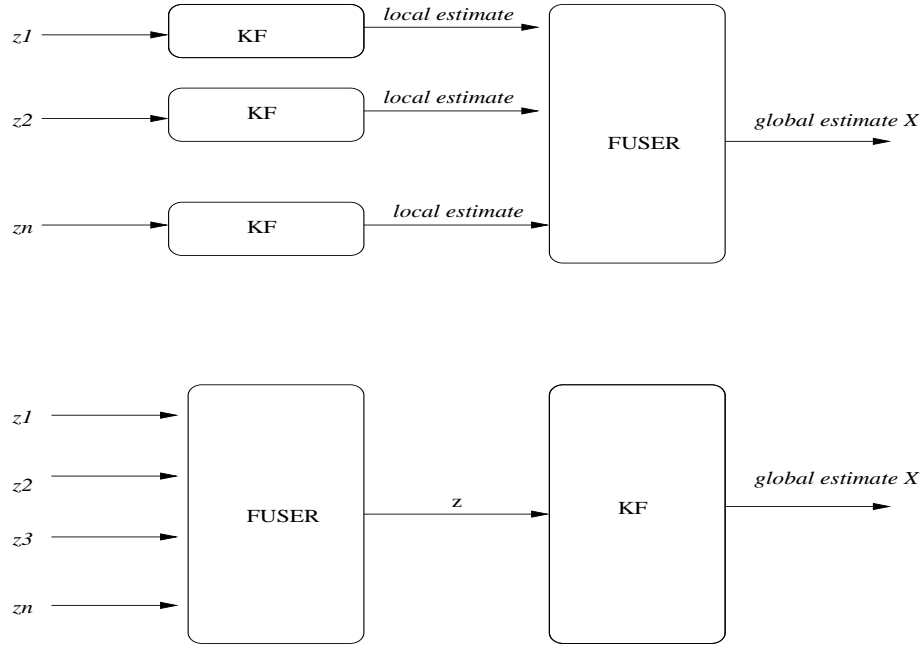 z1 KF local estimate
z2 KF local estimate
FUSER global estimate X
zn KF local estimate
z1
z2 global estimate X
FUSER z KF
z3
zn